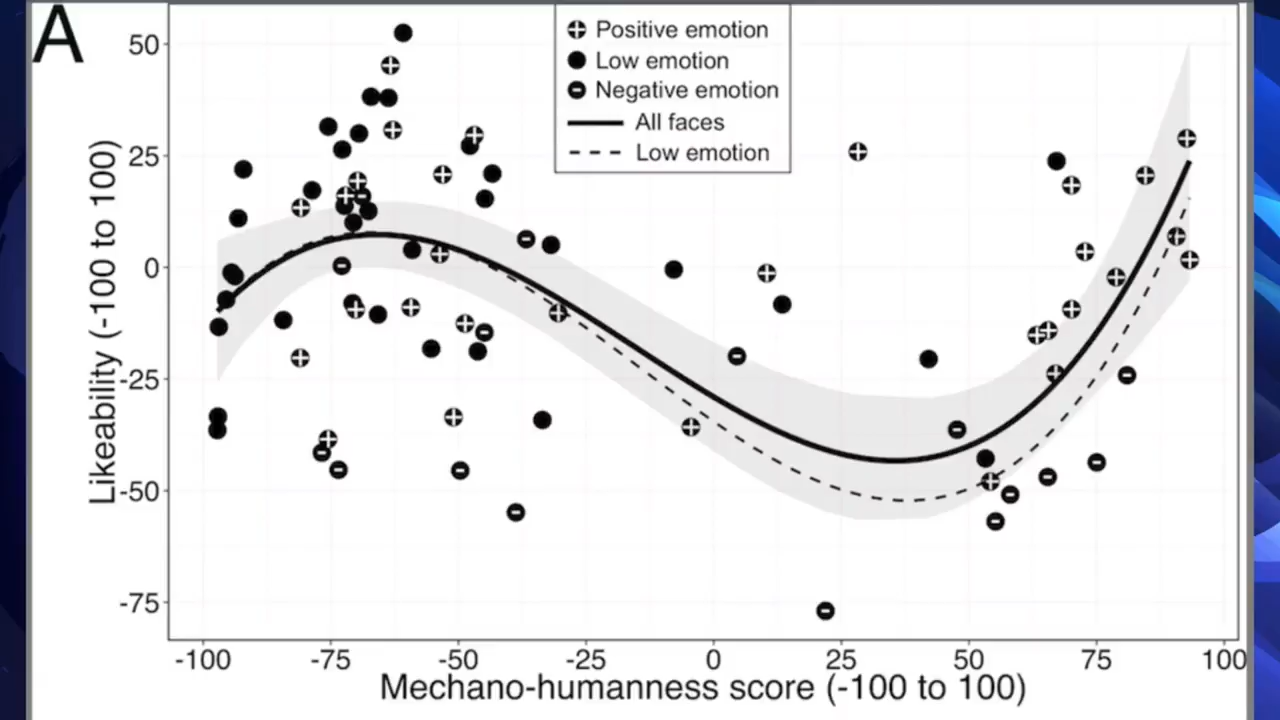 A
Positive emotion
Low emotion
Negative emotion
All faces
Low emotion
50
25
0
-25
-50
-75
Likeability (-100 to 100)
-100 -75 -50 -25 0 25 50 75 100
Mechano-humanness score (-100 to 100)